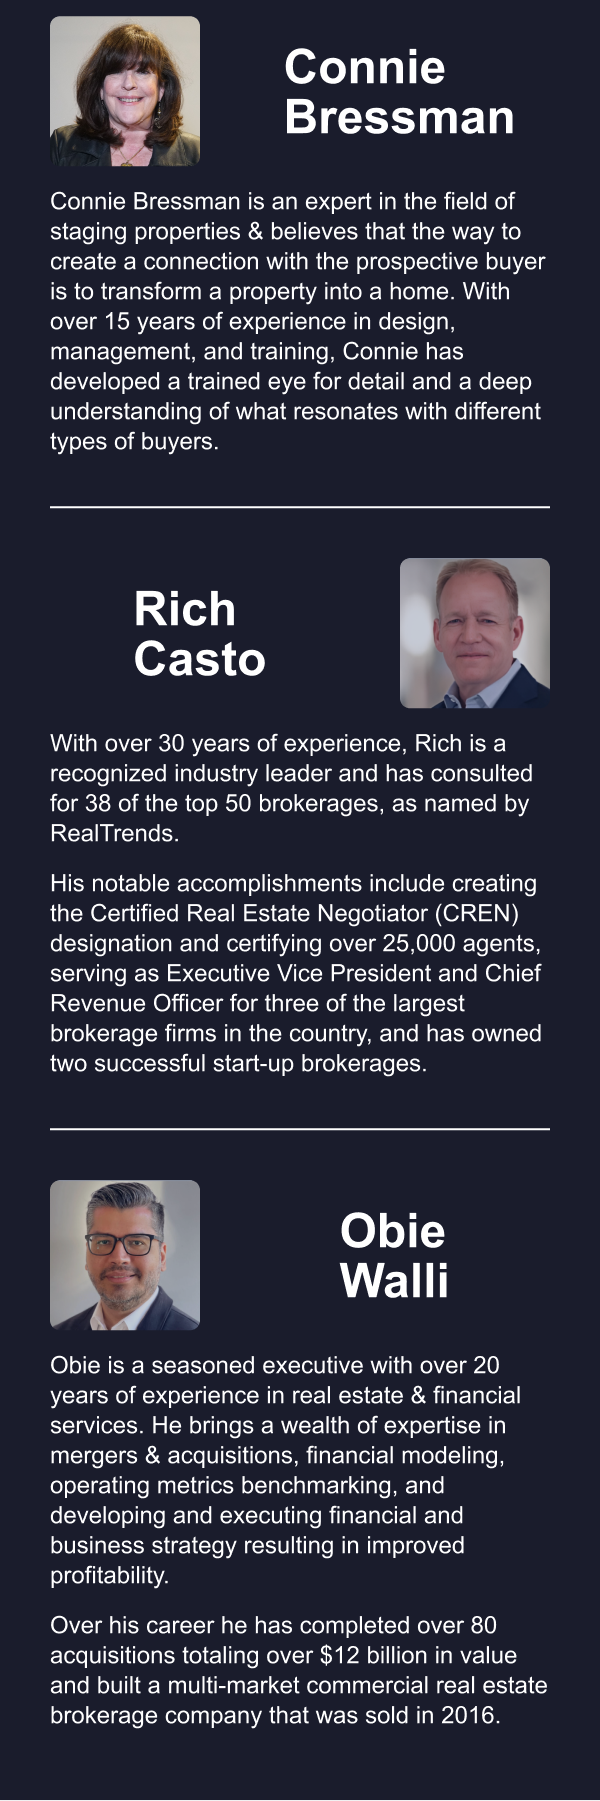 Connie
Bressman
Connie Bressman is an expert in the field of
staging properties & believes that the way to
create a connection with the prospective buyer
is to transform a property into a home. With
over 15 years of experience in design,
management, and training, Connie has
developed a trained eye for detail and a deep
understanding of what resonates with different
types of buyers.
Rich
Casto
With over 30 years of experience, Rich is a
recognized industry leader and has consulted
for 38 of the top 50 brokerages, as named by
RealTrends.
His notable accomplishments include creating
the Certified Real Estate Negotiator (CREN)
designation and certifying over 25,000 agents,
serving as Executive Vice President and Chief
Revenue Officer for three of the largest
brokerage firms in the country, and has owned
two successful start-up brokerages.
Obie
Walli
Obie is a seasoned executive with over 20
years of experience in real estate & financial
services. He brings a wealth of expertise in
mergers & acquisitions, financial modeling,
operating metrics benchmarking, and
developing and executing financial and
business strategy resulting in improved
profitability.
Over his career he has completed over 80
acquisitions totaling over $12 billion in value
and built a multi-market commercial real estate
brokerage company that was sold in 2016.